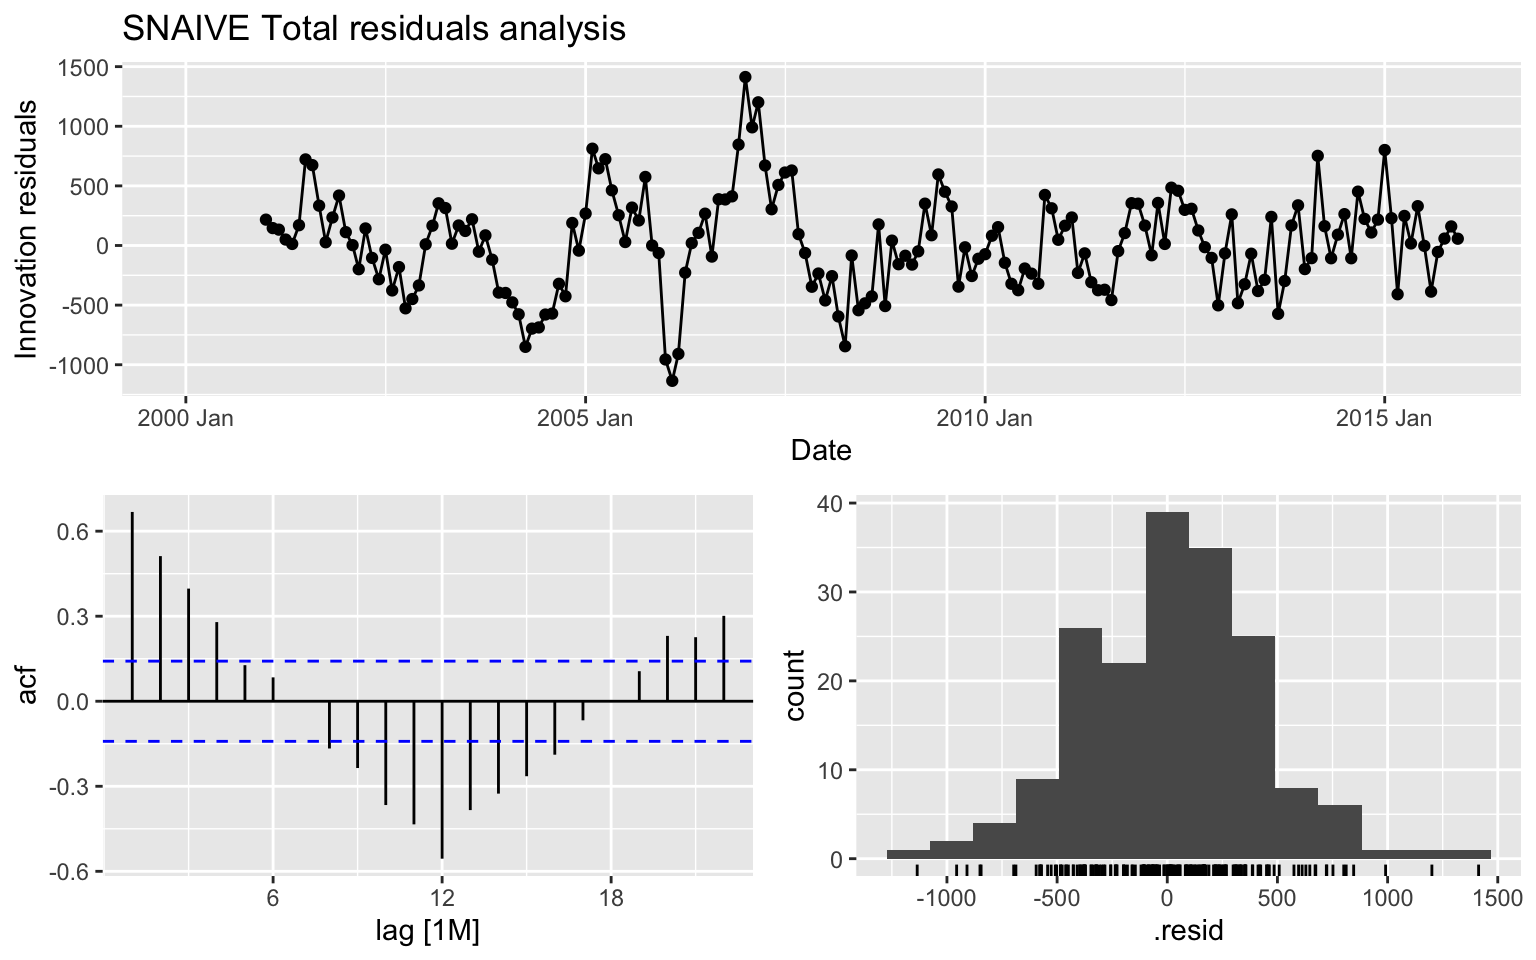 SNAIVE Total residuals analysis
Innovation residuals
1500
1000
500
0
-500
-1000
2000 Jan 2005 Jan 2010 Jan 2015 Jan
Date
acf
0.6
0.3
0.0
-0.3
-0.6
6 12 18
lag [1M]
count
40
30
20
10
0
-1000 -500 0 500 1000 1500
.resid